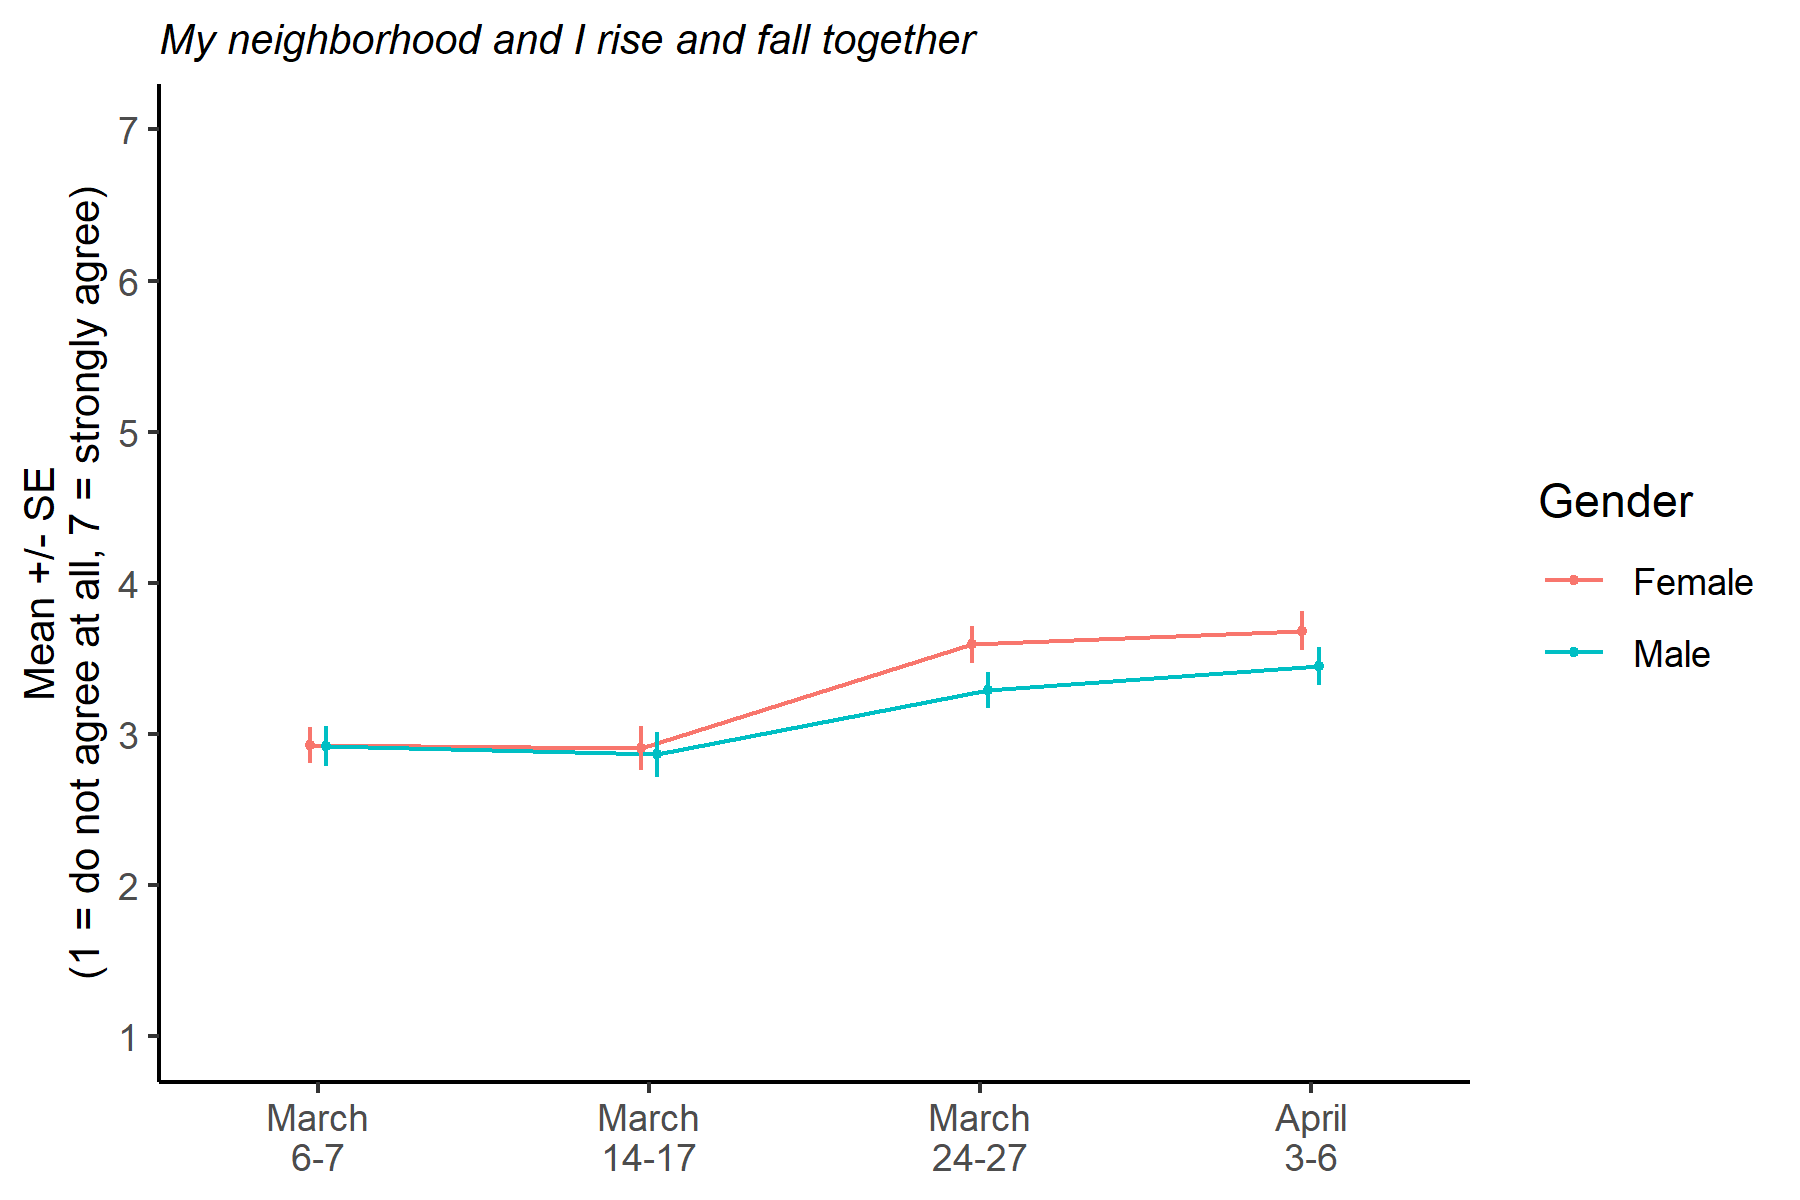 My neighborhood and I rise and fall together
Mean +/- SE
(1 = do not agree at all, 7 = strongly agree)
7
6
5
4
3
2
1
March
6-7
March
14-17
March
24-27
April
3-6
Gender
Female
Male